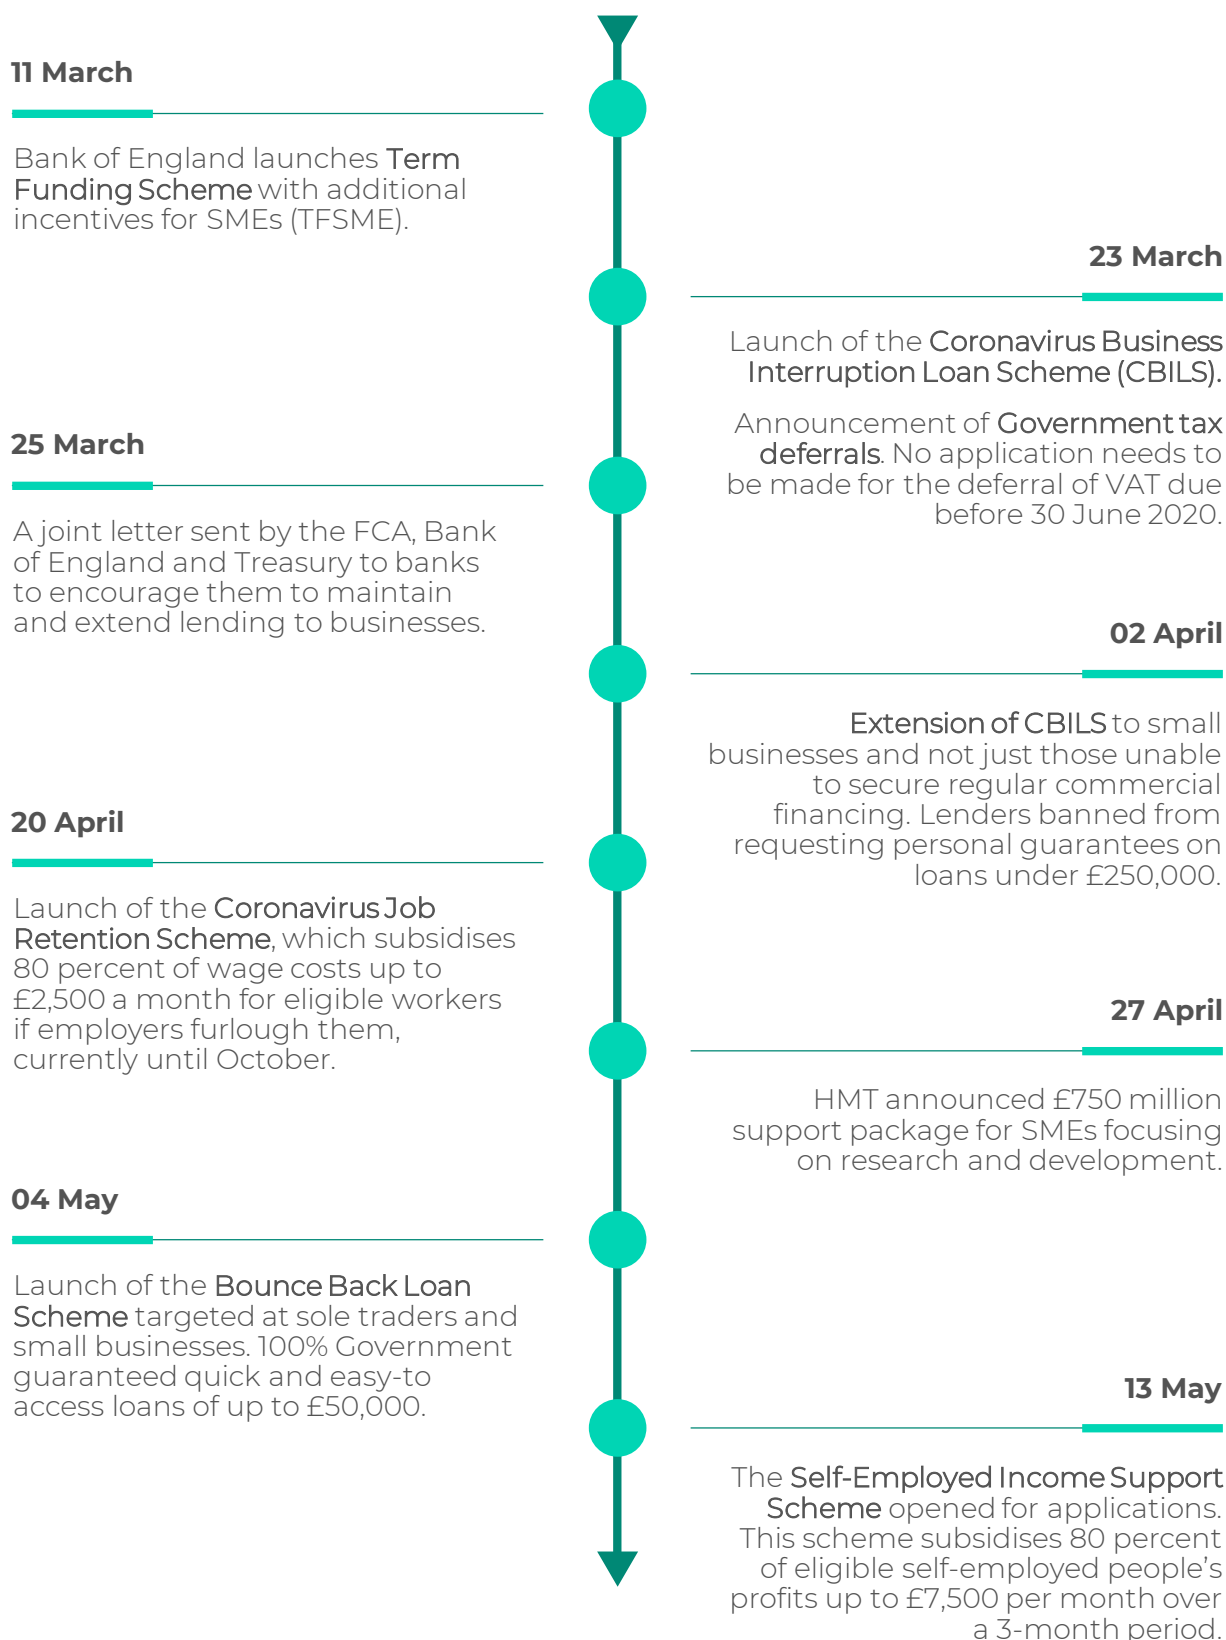 11 March
Bank of England launches Term
Funding Scheme with additional
incentives for SMEs (TFSME).
23 March
Launch of the Coronavirus Business
Interruption Loan Scheme (CBILS).
Announcement of Government tax
deferrals. No application needs to
be made for the deferral of VAT due
before 30 June 2020.
25 March
A joint letter sent by the FCA, Bank
of England and Treasury to banks
to encourage them to maintain
and extend lending to businesses.
02 April
Extension of CBILS to small
businesses and not just those unable
to secure regular commercial
financing. Lenders banned from
requesting personal guarantees on
loans under £250,000.
20 April
Launch of the Coronavirus Job
Retention Scheme, which subsidises
80 percent of wage costs up to
£2,500 a month for eligible workers
if employers furlough them,
currently until October.
27 April
HMT announced £750 million
support package for SMEs focusing
on research and development.
04 May
Launch of the Bounce Back Loan
Scheme targeted at sole traders and
small businesses. 100% Government
guaranteed quick and easy-to
access loans of up to £50,000.
13 May
The Self-Employed Income Support
Scheme opened for applications.
This scheme subsidises 80 percent
of eligible self-employed people’s
profits up to £7,500 per month over
a 3-month period.